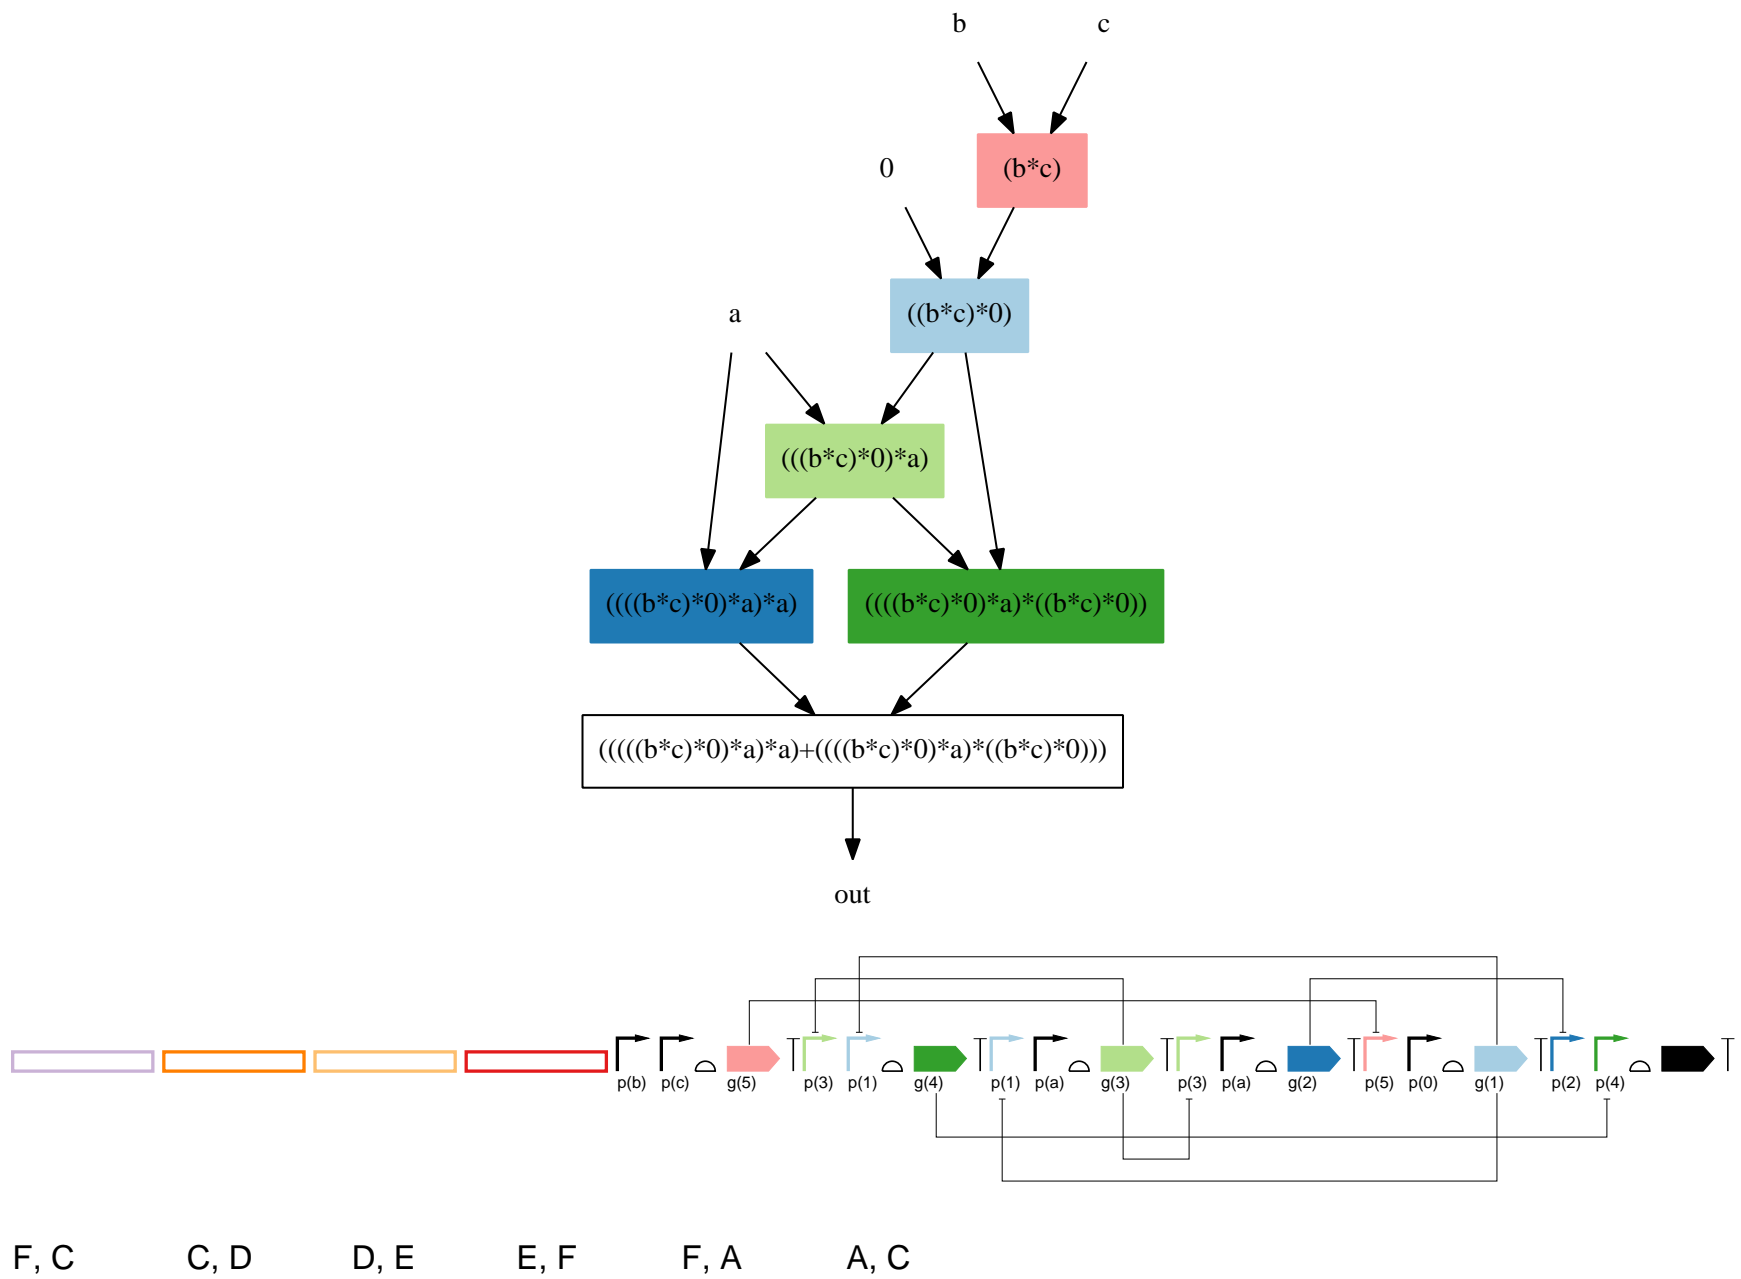 b c
0 (b*c)
a ((b*c)*0)
(((b*c)*0)*a)
((((b*c)*0)*a)*a) ((((b*c)*0)*a)*((b*c)*0))
(((((b*c)*0)*a)*a)+((((b*c)*0)*a)*((b*c)*0)))
out
p(b) p(c) g(5) p(3) p(1) g(4) p(1) p(a) g(3) p(3) p(a) g(2) p(5) p(0) g(1) p(2) p(4)
F, C C, D D, E E, F F, A A, C